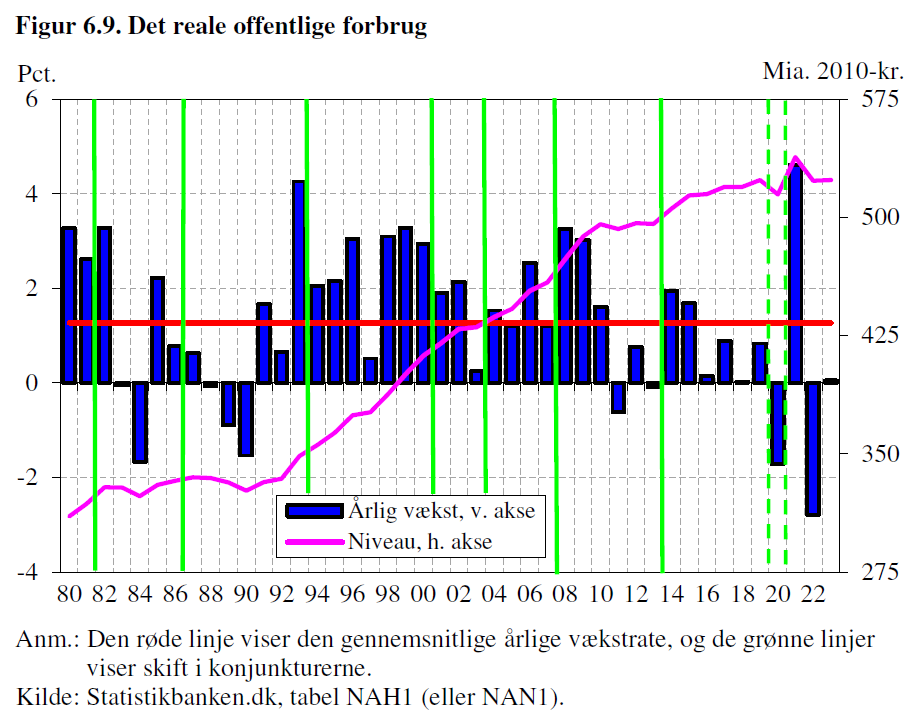 Figur 6.9. Det reale offentlige forbrug
Pct.
Mia. 2010-kr.
6
575
4
500
2
425
0
350
-2
Årlig vækst, v. akse
Niveau, h. akse
-4
275
80 82 84 86 88 90 92 94 96 98 00 02 04 06 08 10 12 14 16 18 20 22
Anm.: Den røde linje viser den gennemsnitlige årlige vækstrate, og de grønne linjer
viser skift i konjunkturerne.
Kilde: Statistikbanken.dk, tabel NAH1 (eller NAN1).